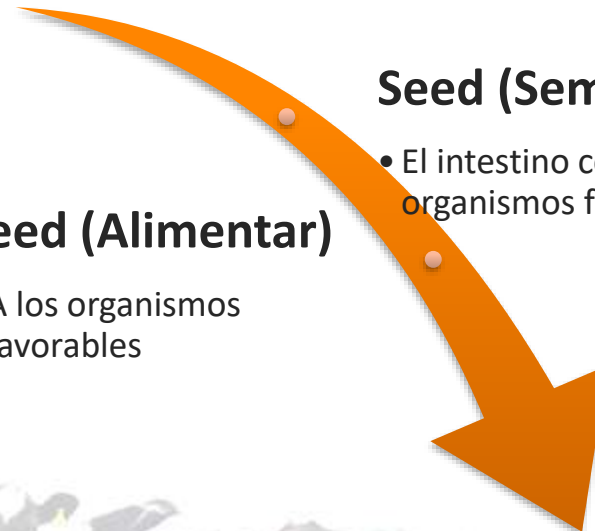 Seed (Sem
• El intestino c
organismos f
eed (Alimentar)
A los organismos
avorables